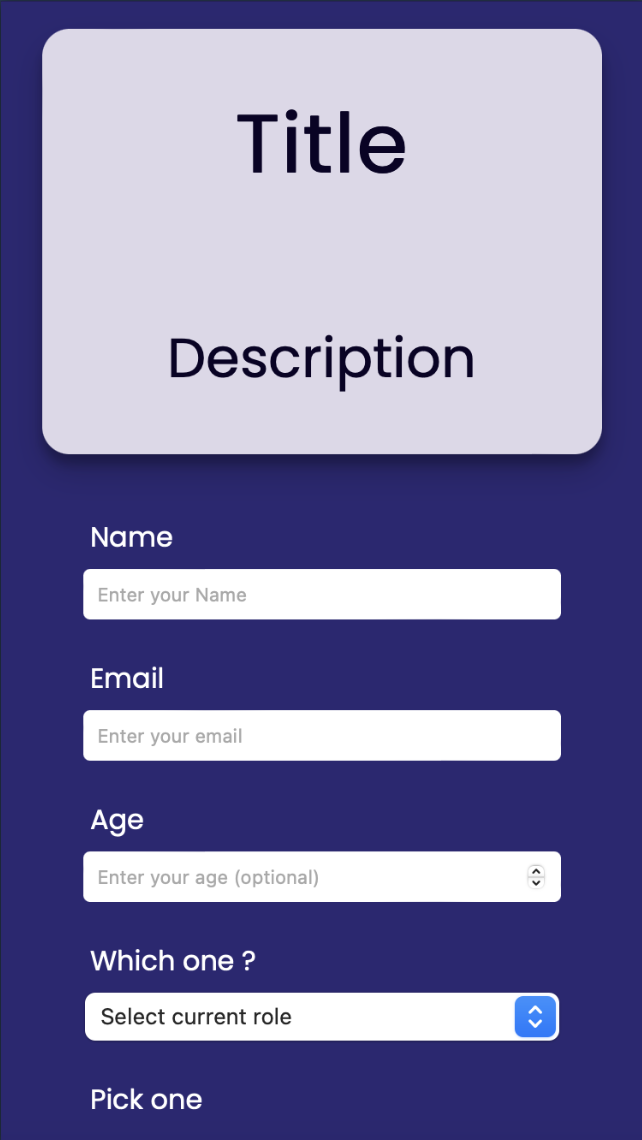 Title
Description
Name
Enter your Name
Email
Enter your email
Age
Enter your age (optional)
Which one ?
Select current role
Pick one